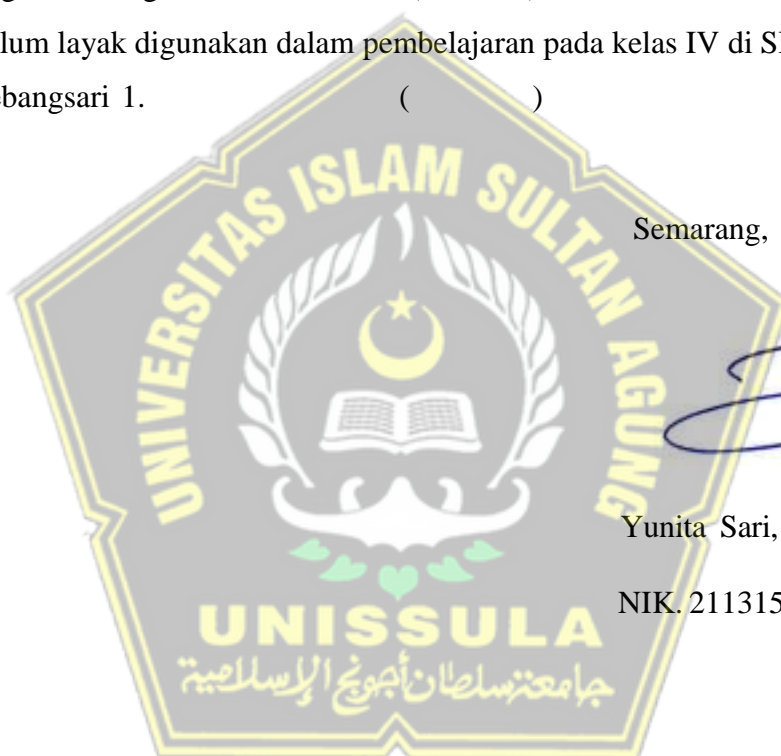 lum layak digunakan dalam pembelajaran pada kelas IV di S
bangsari 1. ( )
UNIVERSITAS ISLAM SULTAN AGUNG
Semarang,
Yunita Sari,
NIK. 211315
UNISSULA
جامعة سلطان أجونج الإسلامية